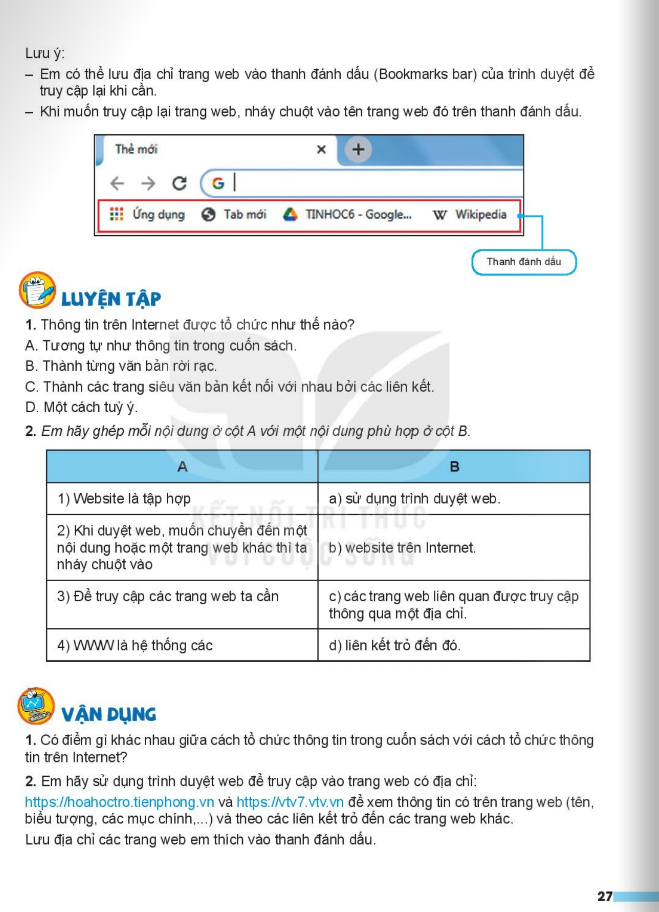 Lưu ý:
– Em có thể lưu địa chỉ trang web vào thanh đánh dấu (Bookmarks bar) của trình duyệt để
truy cập lại khi cần.
– Khi muốn truy cập lại trang web, nháy chuột vào tên trang web đó trên thanh đánh dấu.
Thẻ mới
G
Ứng dụng Tab mới TINHOC6 - Google... W Wikipedia
Thanh đánh dấu
LUYỆN TẬP
1. Thông tin trên Internet được tổ chức như thế nào?
A. Tương tự như thông tin trong cuốn sách.
B. Thành từng văn bản rời rạc.
C. Thành các trang siêu văn bản kết nối với nhau bởi các liên kết.
D. Một cách tuỳ ý.
2. Em hãy ghép mỗi nội dung ở cột A với một nội dung phù hợp ở cột B.
A B
1) Website là tập hợp a) sử dụng trình duyệt web.
2) Khi duyệt web, muốn chuyển đến một
nội dung hoặc một trang web khác thì ta b) website trên Internet.
nháy chuột vào
3) Để truy cập các trang web ta cần c) các trang web liên quan được truy cập
thông qua một địa chỉ.
4) WWW là hệ thống các d) liên kết trỏ đến đó.
KẾT NỐI TRI THỨC
VỚI CUỘC SỐNG
VẬN DỤNG
1. Có điểm gì khác nhau giữa cách tổ chức thông tin trong cuốn sách với cách tổ chức thông
tin trên Internet?
2. Em hãy sử dụng trình duyệt web để truy cập vào trang web có địa chỉ:
https://hoahoctro.tienphong.vn và https://vtv7.vtv.vn để xem thông tin có trên trang web (tên,
biểu tượng, các mục chính,...) và theo các liên kết trỏ đến các trang web khác.
Lưu địa chỉ các trang web em thích vào thanh đánh dấu.
27